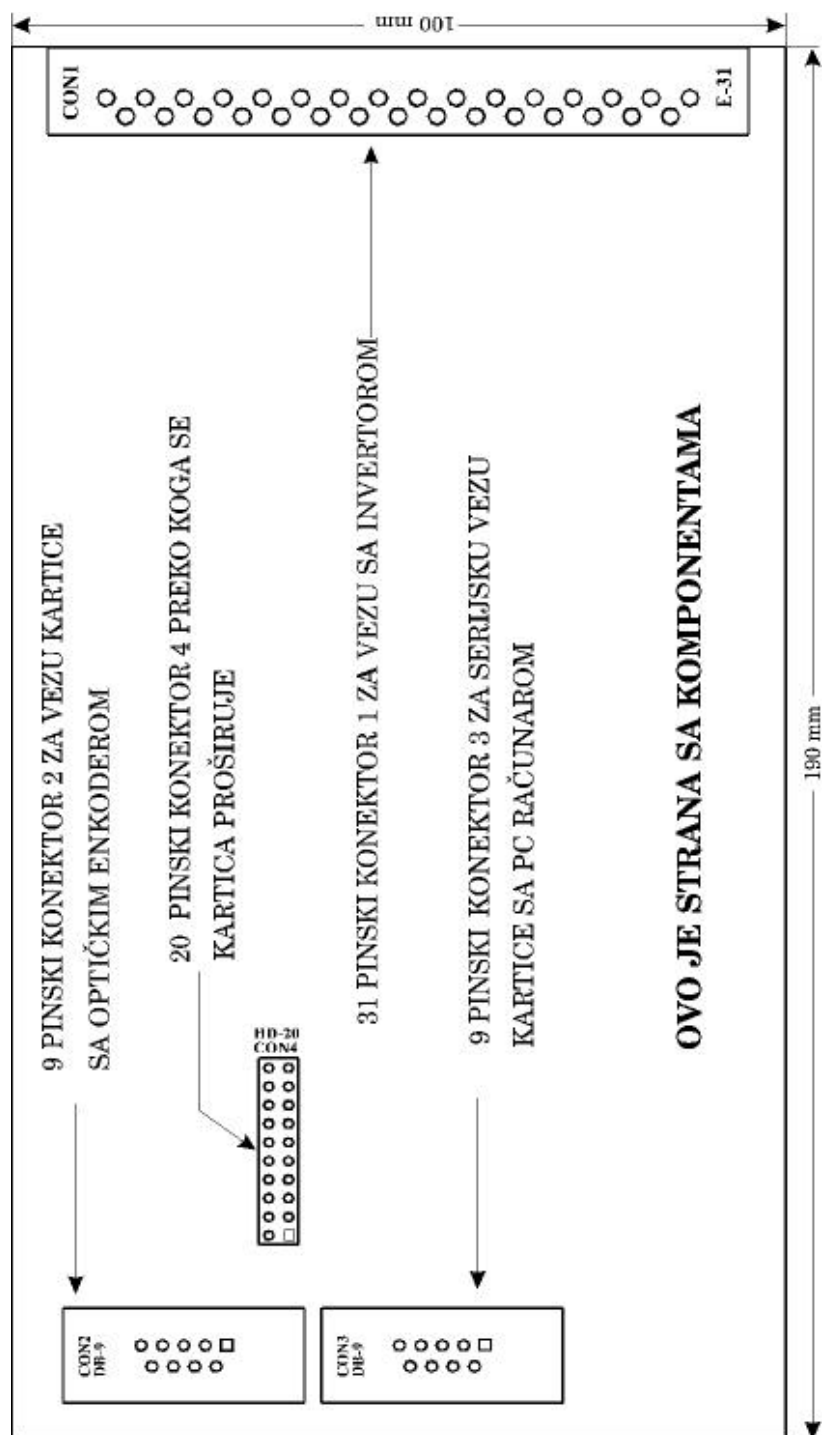 100 mm
CON1
E-31
9 PINSKI KONEKTOR 2 ZA VEZU KARTICE
SA OPTIČKIM ENKODEROM
20 PINSKI KONEKTOR 4 PREKO KOGA SE
KARTICA PROŠIRUJE
31 PINSKI KONEKTOR 1 ZA VEZU SA INVERTOROM
9 PINSKI KONEKTOR 3 ZA SERIJSKU VEZU
KARTICE SA PC RAČUNAROM
OVO JE STRANA SA KOMPONENTAMA
190 mm
HD-20
CON4
CON2
DB-9
CON3
DB-9